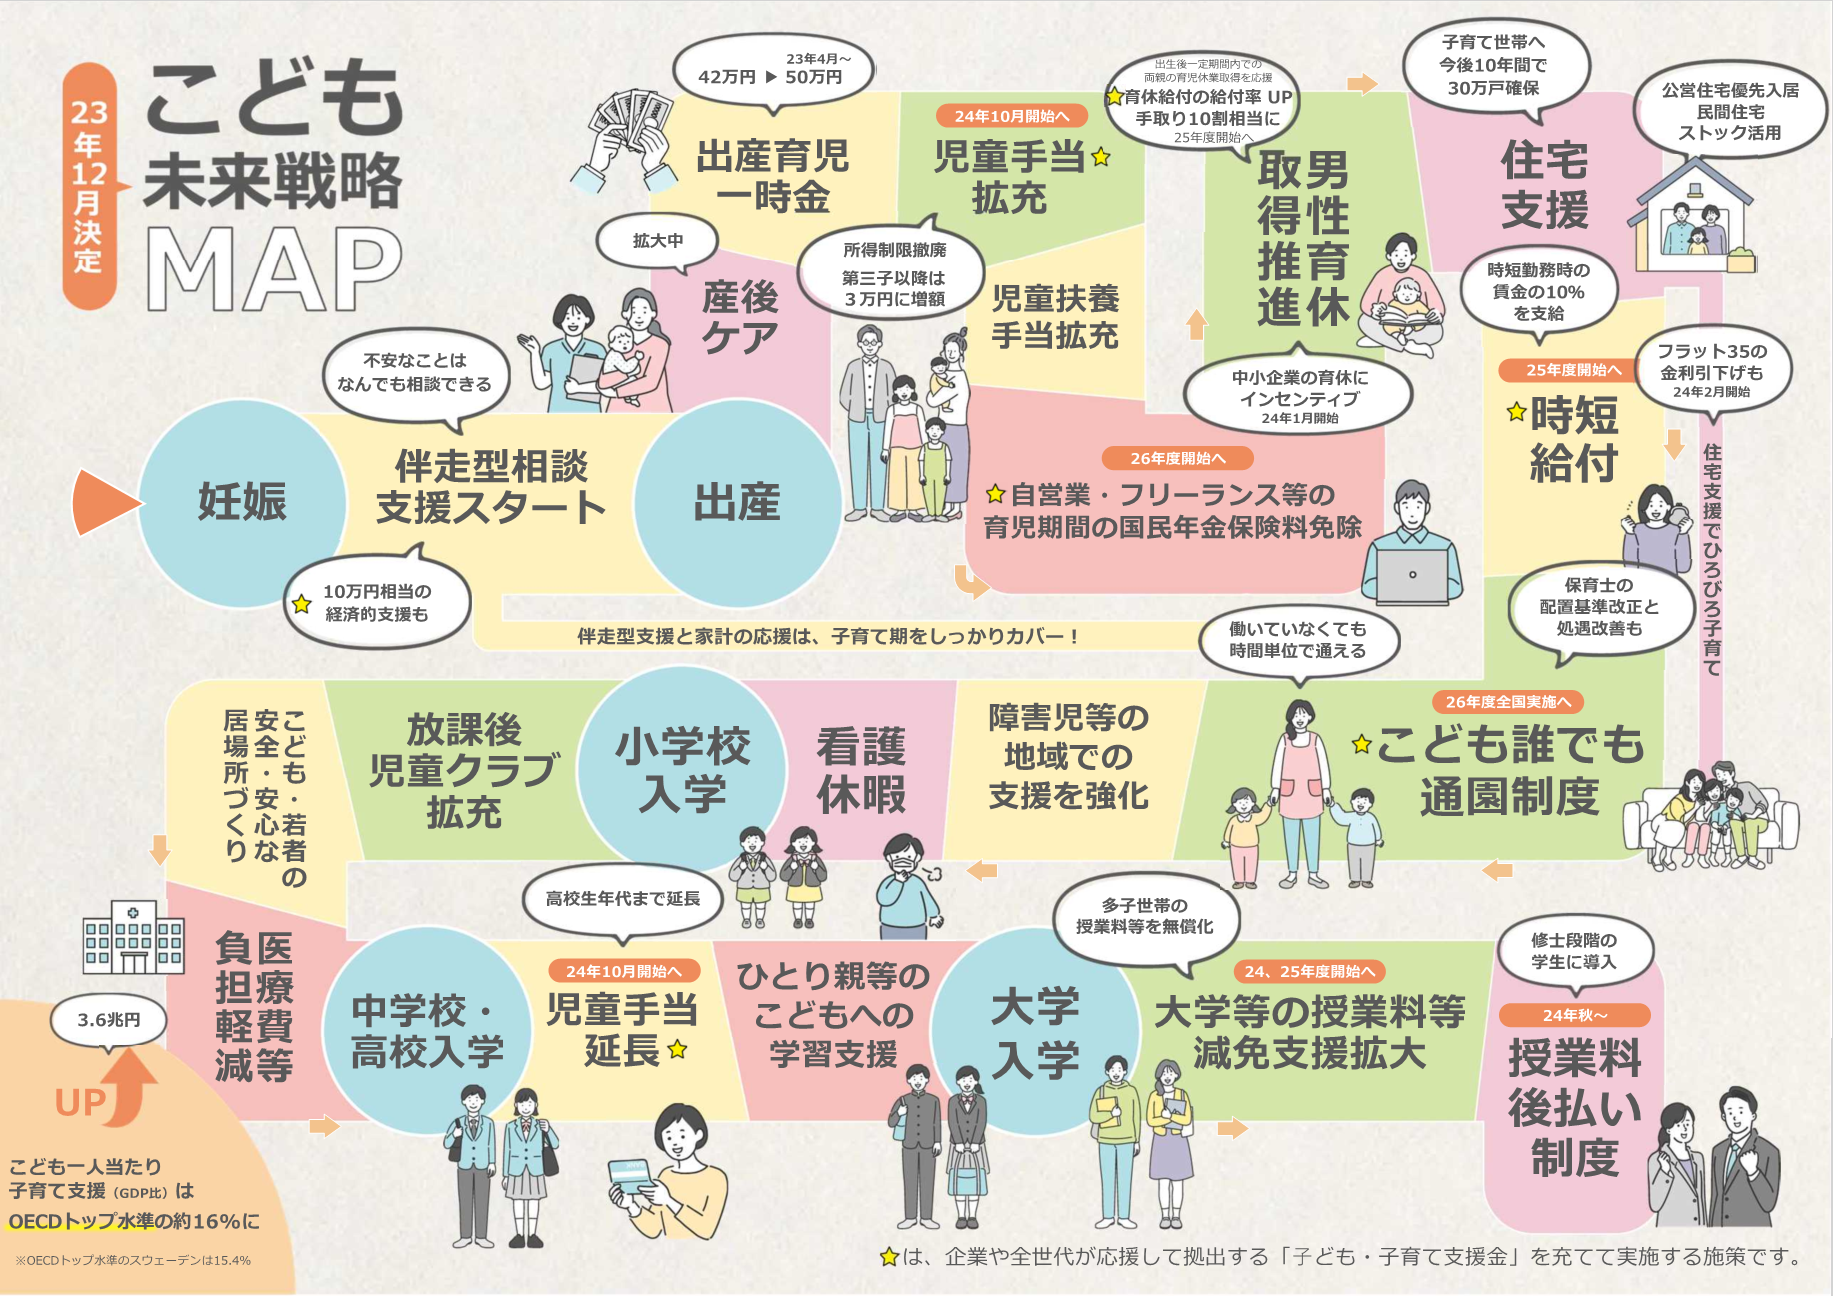 23年12月決定
こども
未来戦略
MAP
妊娠
不安なことは
なんでも相談できる
伴走型相談
支援スタート
10万円相当の
経済的支援も
伴走型支援と家計の応援は、子育て期をしっかりカバー！
出産
拡大中
産後
ケア
23年4月～
42万円 ▶ 50万円
出産育児
一時金
24年10月開始へ
児童手当
拡充
所得制限撤廃
第三子以降は
３万円に増額
児童扶養
手当拡充
26年度開始へ
自営業・フリーランス等の
育児期間の国民年金保険料免除
出生後一定期間内での
両親の育児休業取得を応援
育休給付の給付率 UP
手取り10割相当に
25年度開始へ
男性育休
取得推進
中小企業の育休に
インセンティブ
24年1月開始
子育て世帯へ
今後10年間で
30万戸確保
住宅
支援
公営住宅優先入居
民間住宅
ストック活用
フラット35の
金利引下げも
24年2月開始
住宅支援でひろびろ子育て
時短勤務時の
賃金の10%
を支給
25年度開始へ
時短
給付
保育士の
配置基準改正と
処遇改善も
26年度全国実施へ
こども誰でも
通園制度
働いていなくても
時間単位で通える
障害児等の
地域での
支援を強化
看護
休暇
小学校
入学
放課後
児童クラブ
拡充
こども・若者の
安全・安心な
居場所づくり
医療費等
負担軽減
中学校・
高校入学
高校生年代まで延長
24年10月開始へ
児童手当
延長
ひとり親等の
こどもへの
学習支援
大学
入学
多子世帯の
授業料等を無償化
24、25年度開始へ
大学等の授業料等
減免支援拡大
修士段階の
学生に導入
24年秋～
授業料
後払い
制度
3.6兆円
UP
こども一人当たり
子育て支援（GDP比）は
OECDトップ水準の約16%に
※OECDトップ水準のスウェーデンは15.4%
は、企業や全世代が応援して拠出する「子ども・子育て支援金」を充てて実施する施策です。